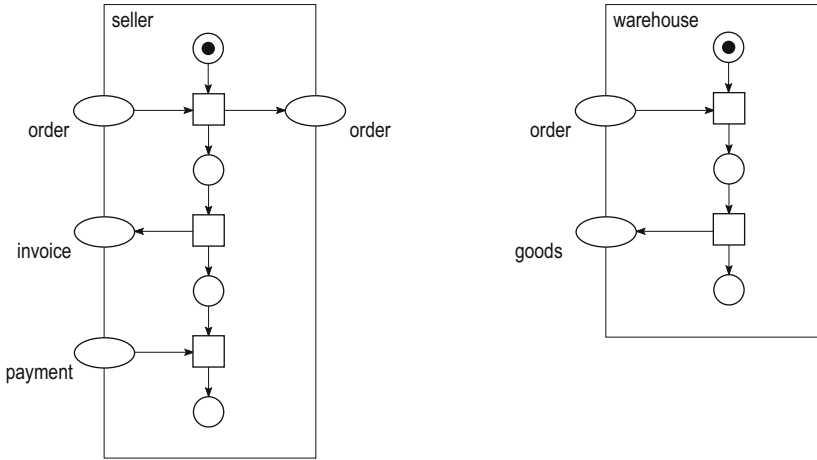 seller
order
order
invoice
payment
warehouse
order
goods